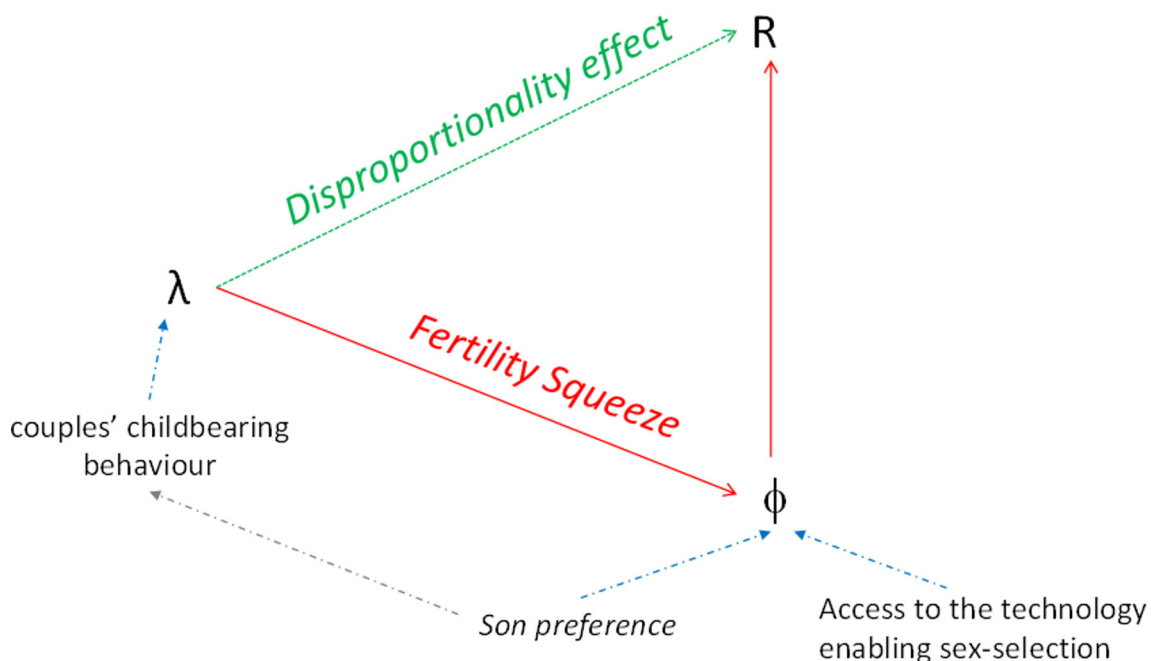 R
Disproportionality effect
λ
Fertility Squeeze
couples’ childbearing
behaviour
ϕ
Son preference
Access to the technology
enabling sex-selection